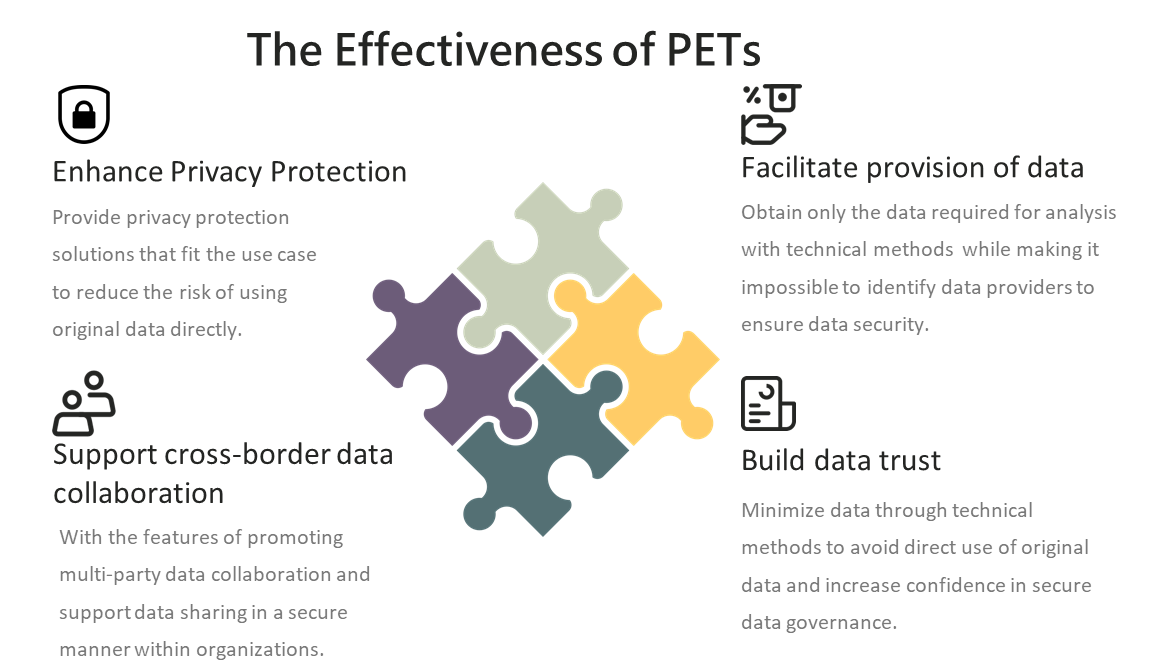 The Effectiveness of PETs
Enhance Privacy Protection
Provide privacy protection
solutions that fit the use case
to reduce the risk of using
original data directly.
Facilitate provision of data
Obtain only the data required for analysis
with technical methods while making it
impossible to identify data providers to
ensure data security.
Support cross-border data
collaboration
With the features of promoting
multi-party data collaboration and
support data sharing in a secure
manner within organizations.
Build data trust
Minimize data through technical
methods to avoid direct use of original
data and increase confidence in secure
data governance.